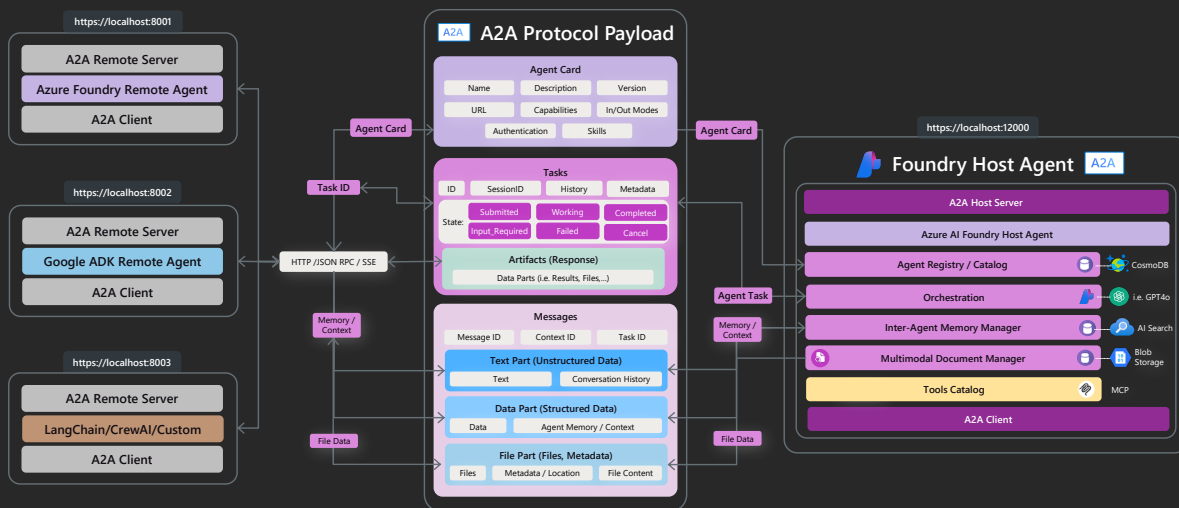 https://localhost:8001
A2A Remote Server
Azure Foundry Remote Agent
A2A Client
https://localhost:8002
A2A Remote Server
Google ADK Remote Agent
A2A Client
https://localhost:8003
A2A Remote Server
LangChain/CrewAI/Custom
A2A Client
Agent Card
Task ID
HTTP /JSON RPC / SSE
Memory /
Context
File Data
A2A
A2A Protocol Payload
Agent Card
Name
Description
Version
URL
Capabilities
In/Out Modes
Authentication
Skills
Tasks
ID
SessionID
History
Metadata
State:
Submitted
Working
Completed
Input_Required
Failed
Cancel
Artifacts (Response)
Data Parts (i.e. Results, Files,...)
Messages
Message ID
Context ID
Task ID
Text Part (Unstructured Data)
Text
Conversation History
Data Part (Structured Data)
Data
Agent Memory / Context
File Part (Files, Metadata)
Files
Metadata / Location
File Content
Agent Card
Agent Task
Memory /
Context
File Data
https://localhost:12000
Foundry Host Agent
A2A
A2A Host Server
Azure AI Foundry Host Agent
Agent Registry / Catalog
CosmoDB
Orchestration
i.e. GPT4o
Inter-Agent Memory Manager
AI Search
Multimodal Document Manager
Blob
Storage
Tools Catalog
MCP
A2A Client